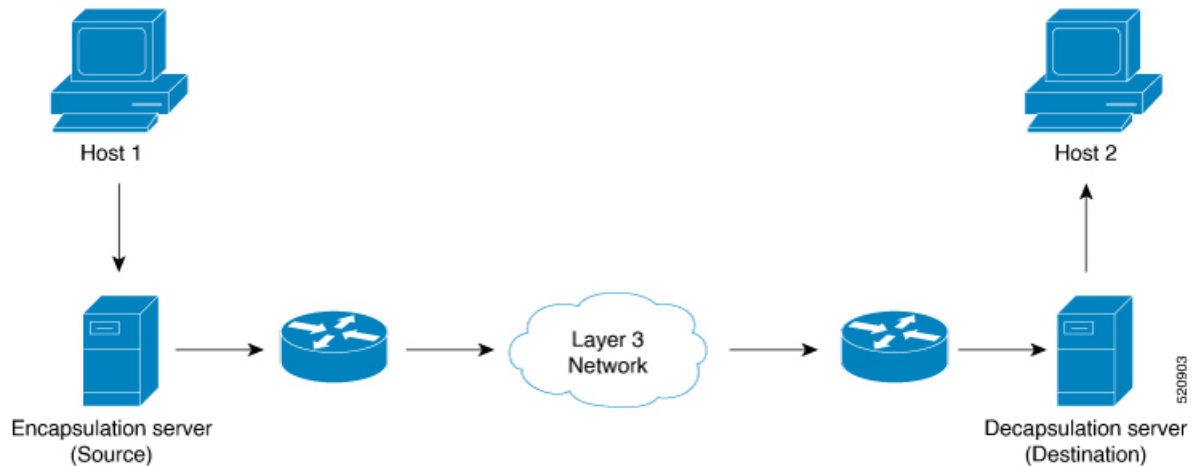 Host 1
Host 2
Layer 3
Network
Encapsulation server
(Source)
Decapsulation server
(Destination)
520903